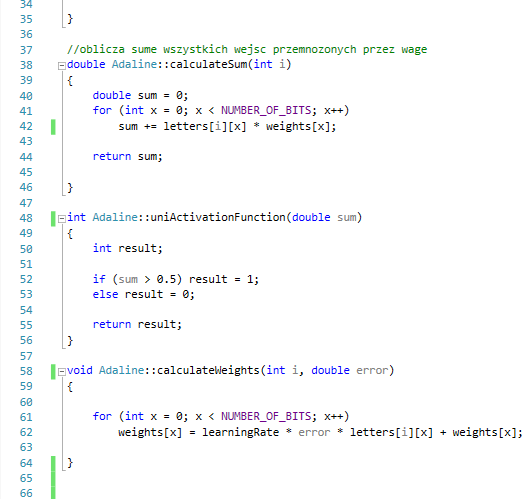 34
35 }
36
37 //oblicza sume wszystkich wejsc przemnozonych przez wage
38 double Adaline::calculateSum(int i)
39 {
40 double sum = 0;
41 for (int x = 0; x < NUMBER_OF_BITS; x++)
42 sum += letters[i][x] * weights[x];
43
44 return sum;
45
46 }
47
48 int Adaline::uniActivationFunction(double sum)
49 {
50 int result;
51
52 if (sum > 0.5) result = 1;
53 else result = 0;
54
55 return result;
56 }
57
58 void Adaline::calculateWeights(int i, double error)
59 {
60
61 for (int x = 0; x < NUMBER_OF_BITS; x++)
62 weights[x] = learningRate * error * letters[i][x] + weights[x];
63
64 }
65
66